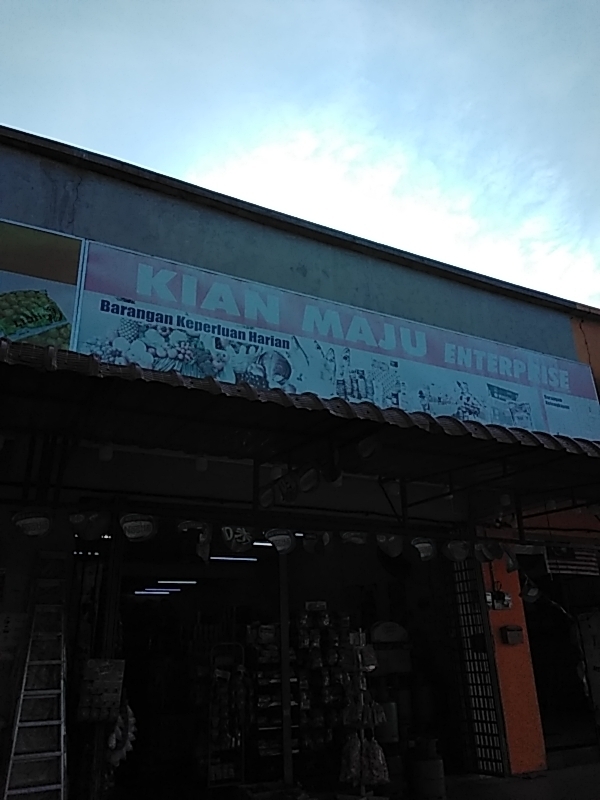 KIAN MAJU ENTERPRISE
Barangan Keperluan Harian